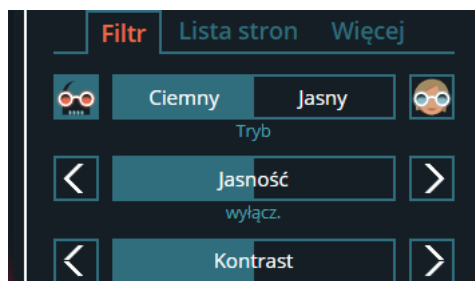 Filtr Lista stron Więcej
Ciemny Jasny
Tryb
Jasność
wyłącz.
Kontrast